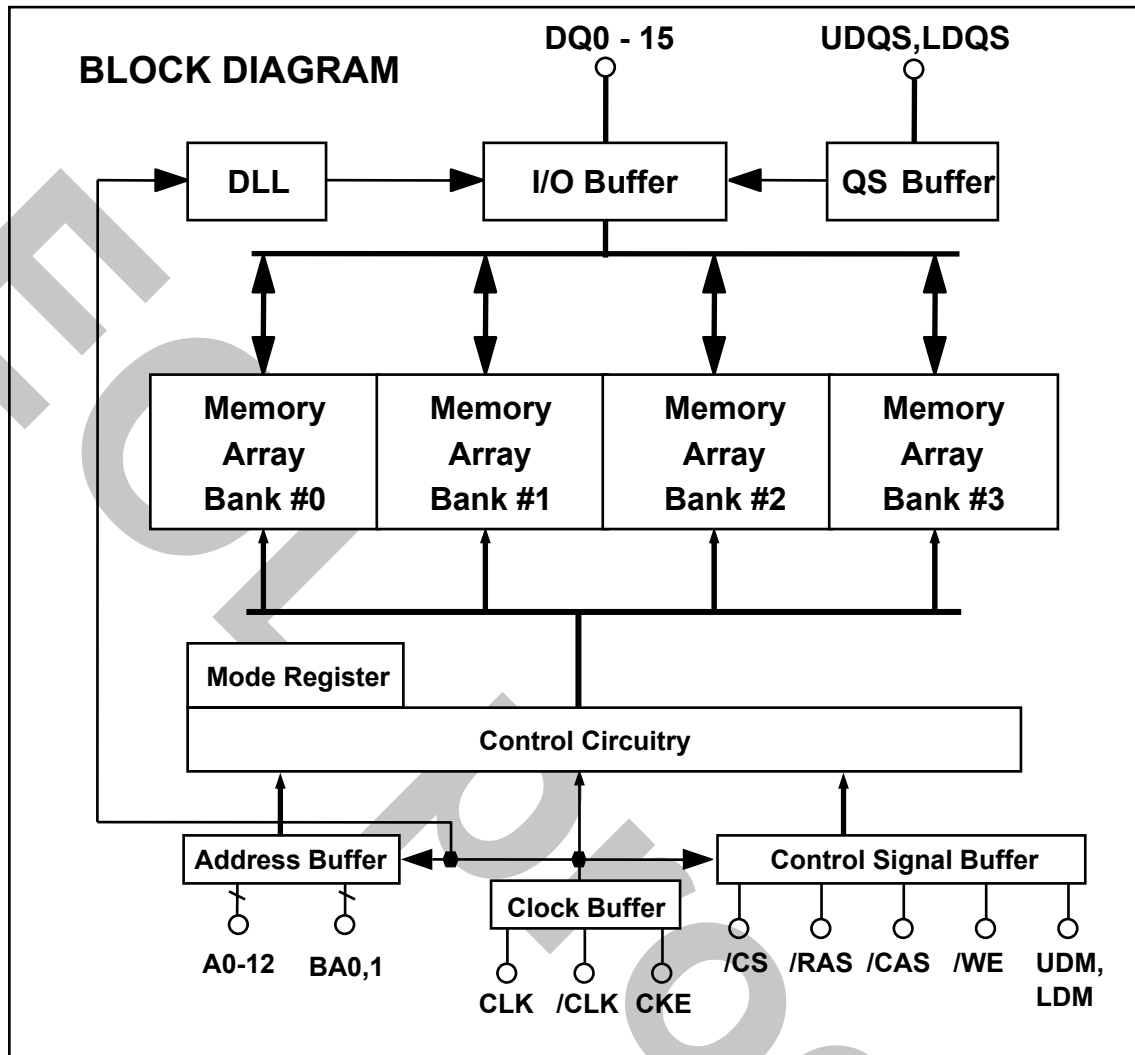 DQ0 - 15
UDQS,LDQS
BLOCK DIAGRAM
DLL
I/O Buffer
QS Buffer
Memory
Array
Bank #0
Memory
Array
Bank #1
Memory
Array
Bank #2
Memory
Array
Bank #3
Mode Register
Control Circuitry
Address Buffer
Control Signal Buffer
Clock Buffer
A0-12
BA0,1
CLK
/CLK
CKE
/CS
/RAS
/CAS
/WE
UDM,
LDM